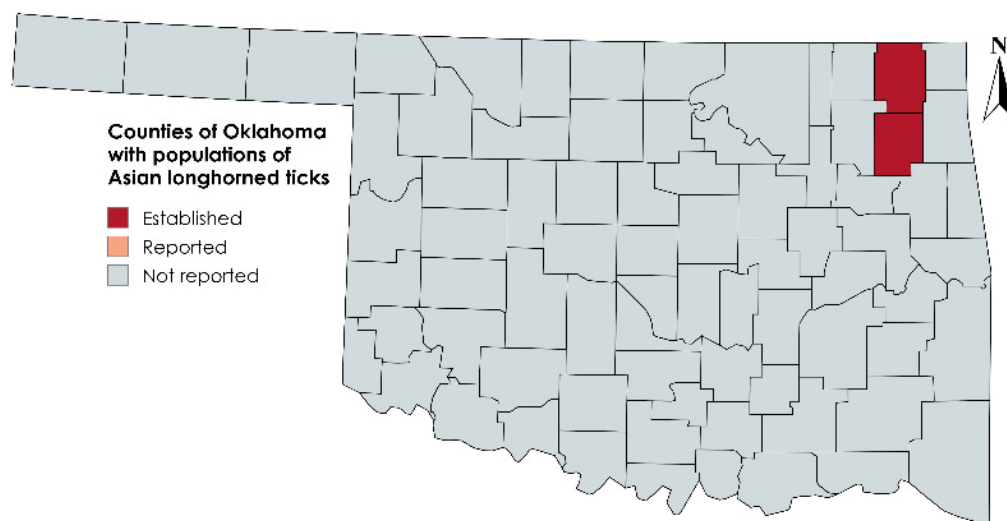 N
Counties of Oklahoma
with populations of
Asian longhorned ticks
Established
Reported
Not reported